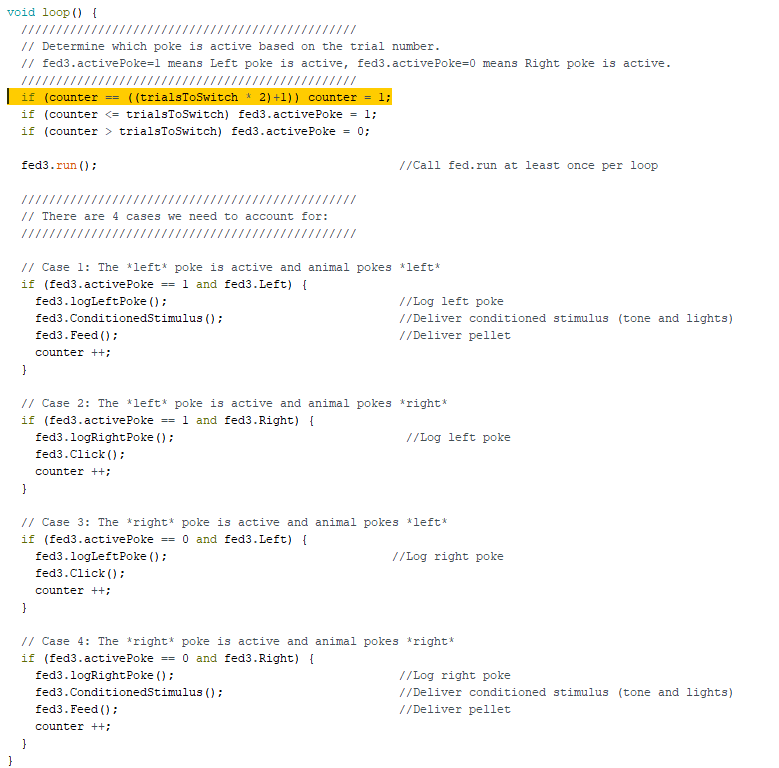 void loop() {
////////////////////////////////////////////////
// Determine which poke is active based on the trial number.
// fed3.activePoke=1 means Left poke is active, fed3.activePoke=0 means Right poke is active.
////////////////////////////////////////////////
if (counter == ((trialsToSwitch * 2)+1)) counter = 1;
if (counter <= trialsToSwitch) fed3.activePoke = 1;
if (counter > trialsToSwitch) fed3.activePoke = 0;
fed3.run(); //Call fed.run at least once per loop
////////////////////////////////////////////////
// There are 4 cases we need to account for:
////////////////////////////////////////////////
// Case 1: The *left* poke is active and animal pokes *left*
if (fed3.activePoke == 1 and fed3.Left) {
fed3.logLeftPoke(); //Log left poke
fed3.ConditionedStimulus(); //Deliver conditioned stimulus (tone and lights)
fed3.Feed(); //Deliver pellet
counter ++;
}
// Case 2: The *left* poke is active and animal pokes *right*
if (fed3.activePoke == 1 and fed3.Right) {
fed3.logRightPoke(); //Log left poke
fed3.Click();
counter ++;
}
// Case 3: The *right* poke is active and animal pokes *left*
if (fed3.activePoke == 0 and fed3.Left) {
fed3.logLeftPoke(); //Log right poke
fed3.Click();
counter ++;
}
// Case 4: The *right* poke is active and animal pokes *right*
if (fed3.activePoke == 0 and fed3.Right) {
fed3.logRightPoke(); //Log right poke
fed3.ConditionedStimulus(); //Deliver conditioned stimulus (tone and lights)
fed3.Feed(); //Deliver pellet
counter ++;
}
}